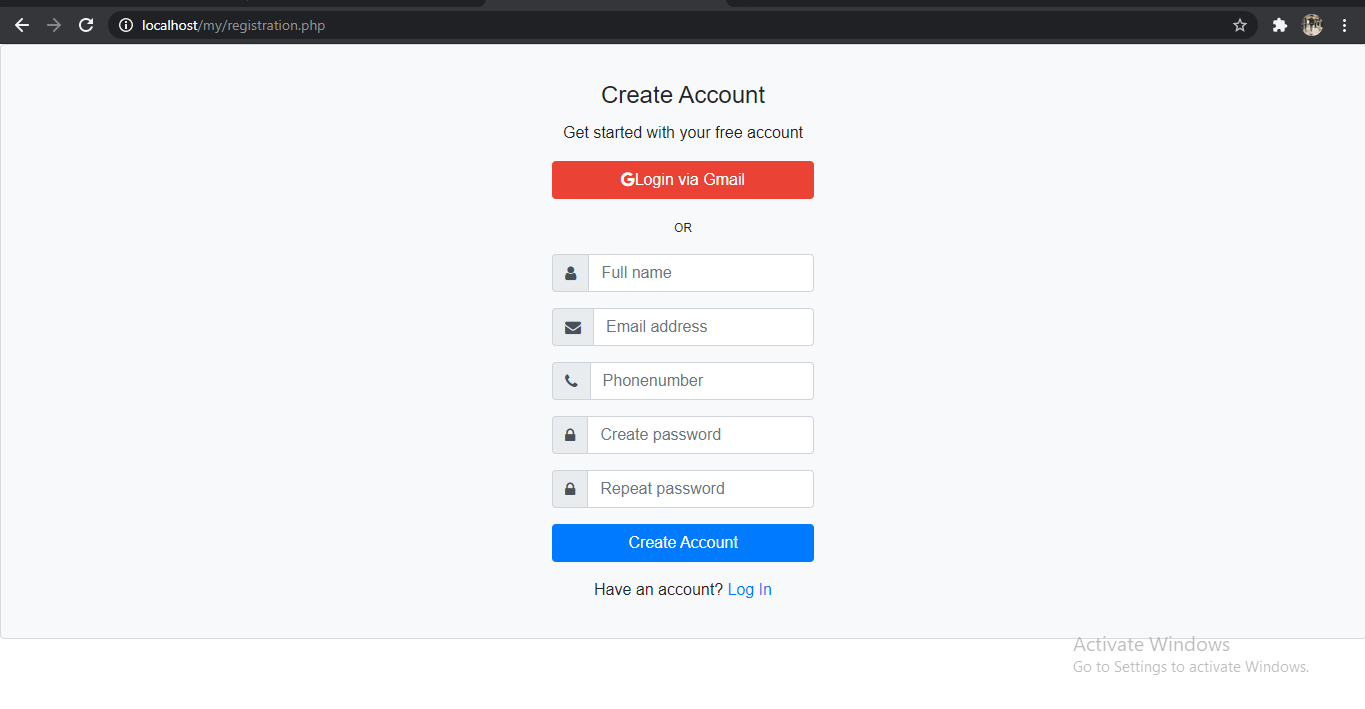 localhost/my/registration.php
Create Account
Get started with your free account
GLogin via Gmail
OR
Full name
Email address
Phonenumber
Create password
Repeat password
Create Account
Have an account? Log In
Activate Windows
Go to Settings to activate Windows.